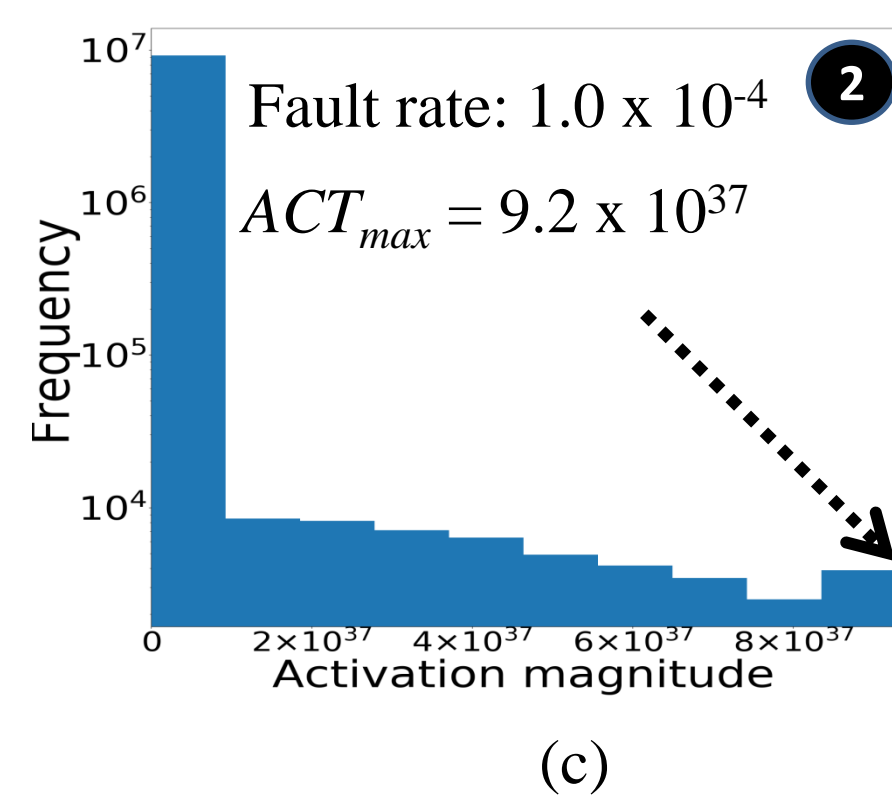 10⁷
Fault rate: 1.0 x 10⁻⁴
2
10⁶
ACTₘₐₓ = 9.2 x 10³⁷
Frequency
10⁵
10⁴
0 2×10³⁷ 4×10³⁷ 6×10³⁷ 8×10³⁷
Activation magnitude
(c)